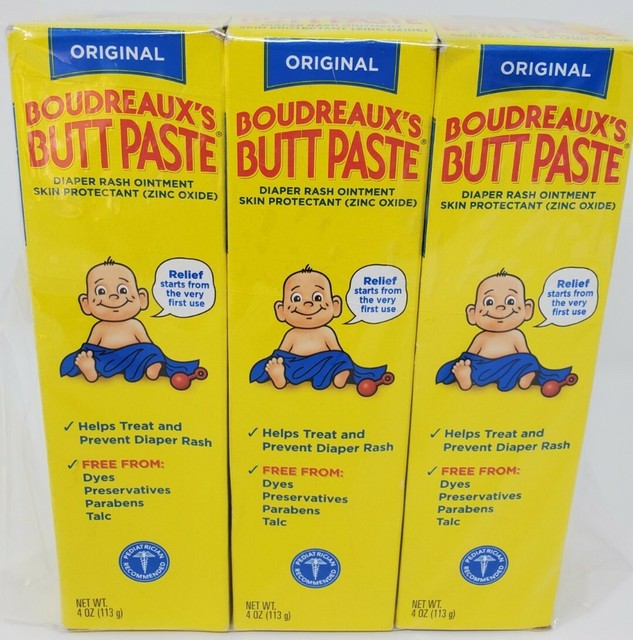 ORIGINAL
BOUDREAUX'S
BUTT PASTE®
DIAPER RASH OINTMENT
SKIN PROTECTANT (ZINC OXIDE)
Relief
starts from
the very
first use
✓ Helps Treat and
Prevent Diaper Rash
✓ FREE FROM:
Dyes
Preservatives
Parabens
Talc
PEDIATRICIAN
RECOMMENDED
NET WT.
4 OZ (113 g)
ORIGINAL
BOUDREAUX'S
BUTT PASTE®
DIAPER RASH OINTMENT
SKIN PROTECTANT (ZINC OXIDE)
Relief
starts from
the very
first use
✓ Helps Treat and
Prevent Diaper Rash
✓ FREE FROM:
Dyes
Preservatives
Parabens
Talc
PEDIATRICIAN
RECOMMENDED
NET WT.
4 OZ (113 g)
ORIGINAL
BOUDREAUX'S
BUTT PASTE®
DIAPER RASH OINTMENT
SKIN PROTECTANT (ZINC OXIDE)
Relief
starts from
the very
first use
✓ Helps Treat and
Prevent Diaper Rash
✓ FREE FROM:
Dyes
Preservatives
Parabens
Talc
PEDIATRICIAN
RECOMMENDED
NET WT.
4 OZ (113 g)